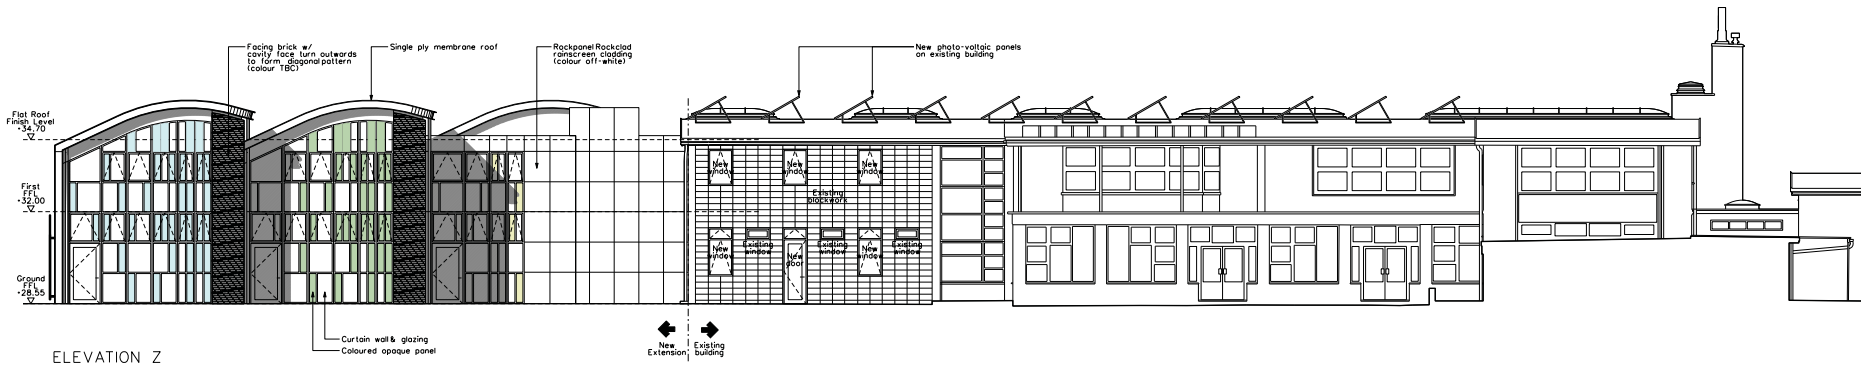 Facing brick w/
cavity face turn outwards
to form diagonal pattern
(colour TBC)
Single ply membrane roof
Rockpanel Rockclad
rainscreen cladding
(colour off-white)
New photo-voltaic panels
on existing building
Flat Roof
Finish Level
+34.70
First
FFL
+32.00
Ground
FFL
+28.55
New
window
New
window
New
window
Existing
blockwork
Existing
window
Existing
window
Existing
window
New
window
New
door
New
window
Curtain wall & glazing
Coloured opaque panel
New
Extension
Existing
building
ELEVATION Z